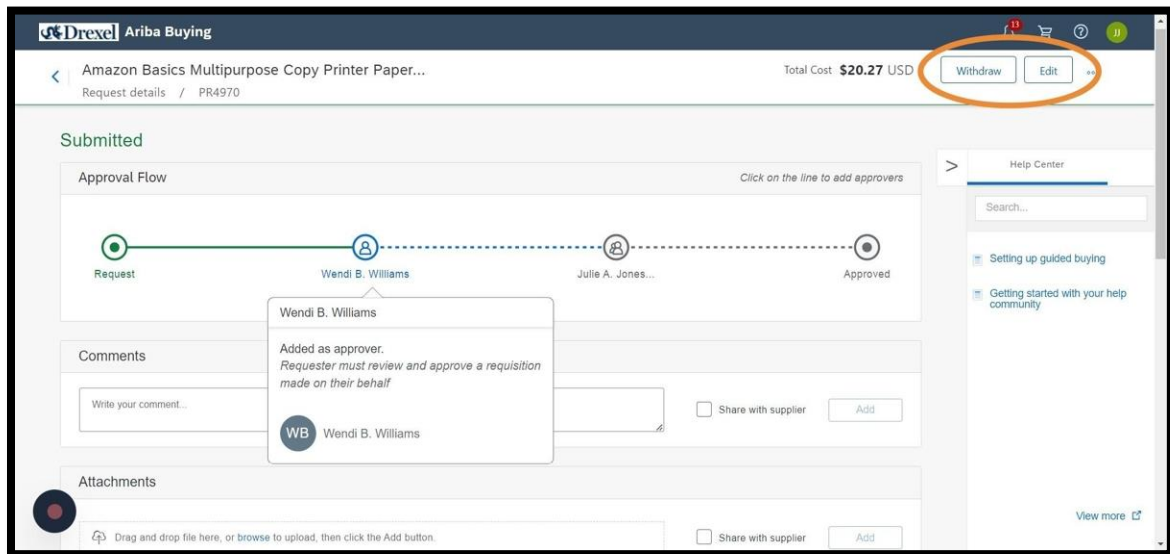 Drexel Ariba Buying
13
JJ
Amazon Basics Multipurpose Copy Printer Paper...
Total Cost $20.27 USD
Withdraw
Edit
Request details / PR4970
Submitted
Approval Flow
Click on the line to add approvers
Request
Wendi B. Williams
Julie A. Jones...
Approved
Wendi B. Williams
Added as approver.
Requester must review and approve a requisition
made on their behalf
WB Wendi B. Williams
Comments
Write your comment...
Share with supplier
Add
Attachments
Drag and drop file here, or browse to upload, then click the Add button.
Share with supplier
Add
Help Center
Search...
Setting up guided buying
Getting started with your help
community
View more